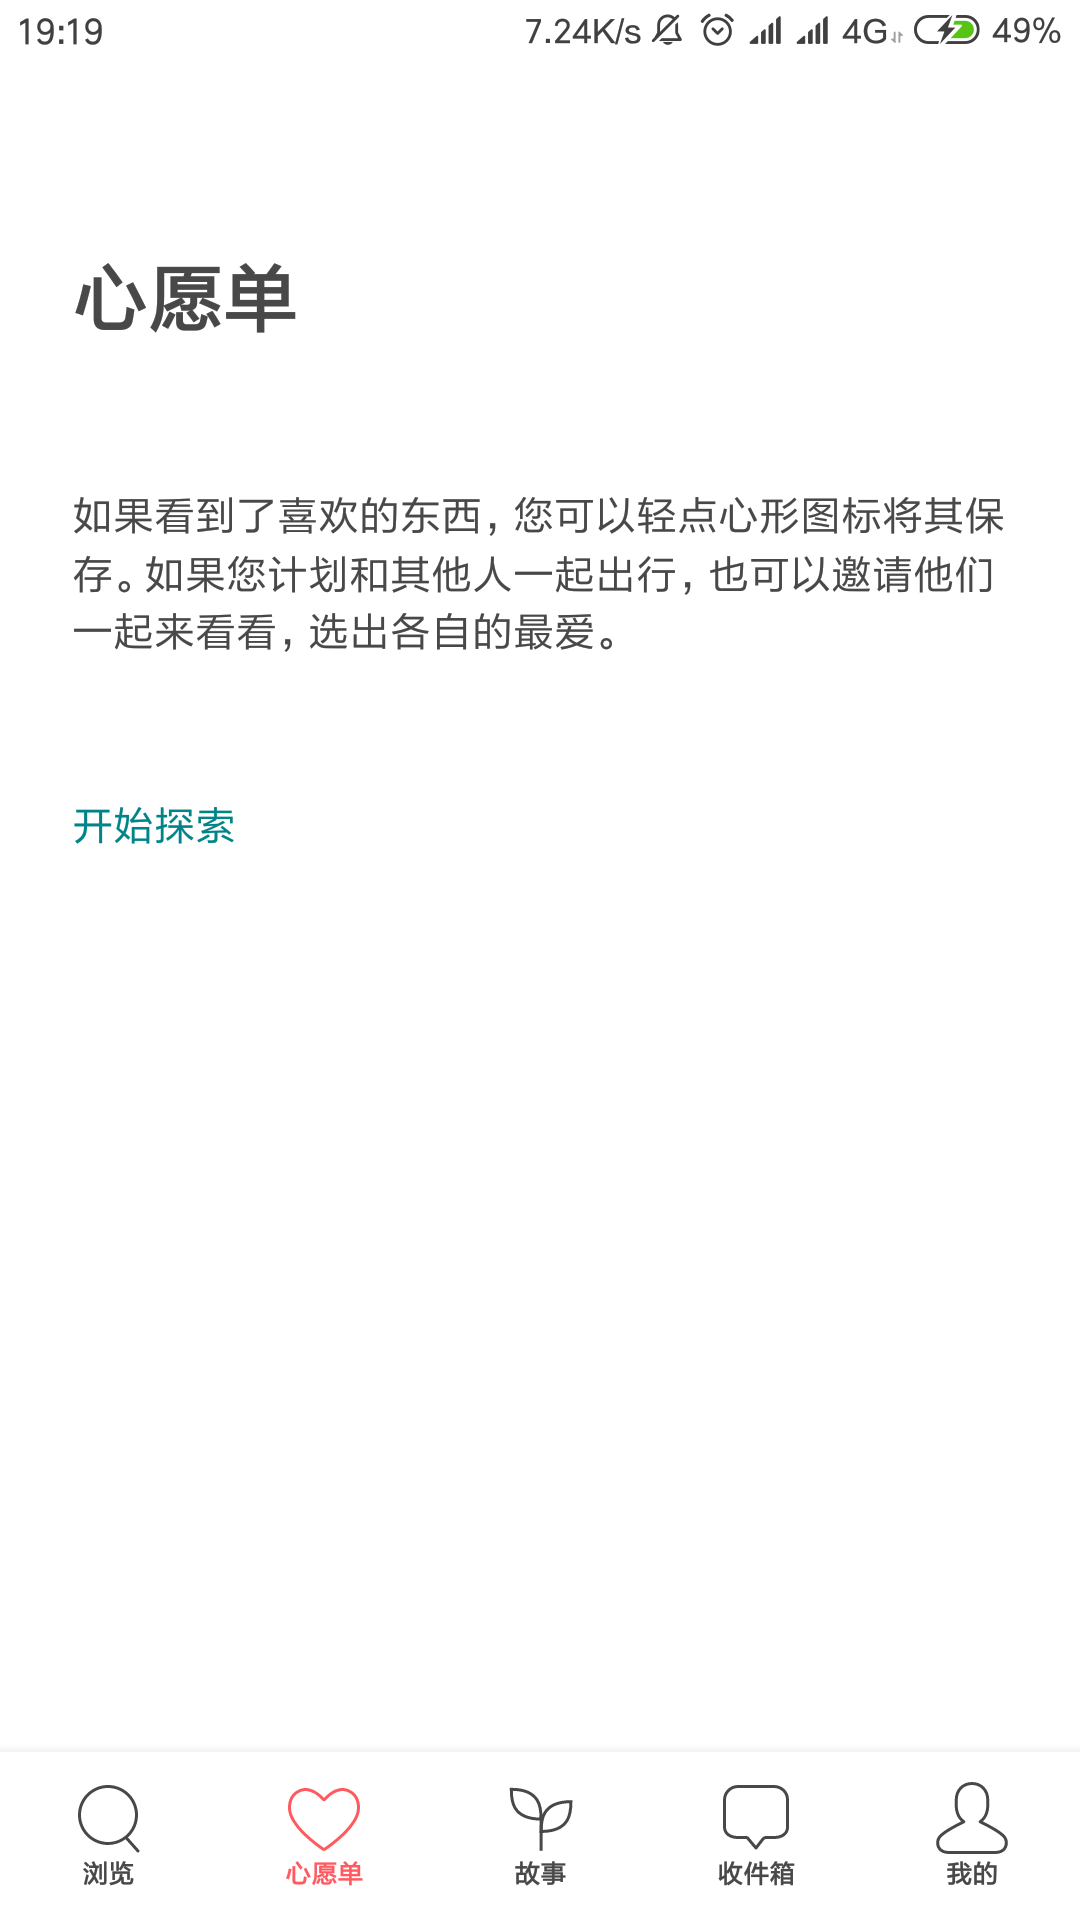 19:19 7.24K/s 4G 49%
心愿单
如果看到了喜欢的东西，您可以轻点心形图标将其保
存。如果您计划和其他人一起出行，也可以邀请他们
一起来看看，选出各自的最爱。
开始探索
浏览 心愿单 故事 收件箱 我的